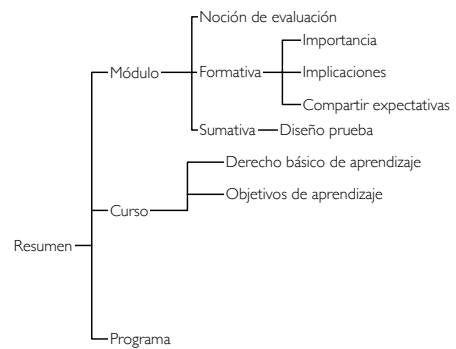 Noción de evaluación
Importancia
Módulo
Formativa
Implicaciones
Compartir expectativas
Sumativa
Diseño prueba
Derecho básico de aprendizaje
Objetivos de aprendizaje
Curso
Resumen
Programa